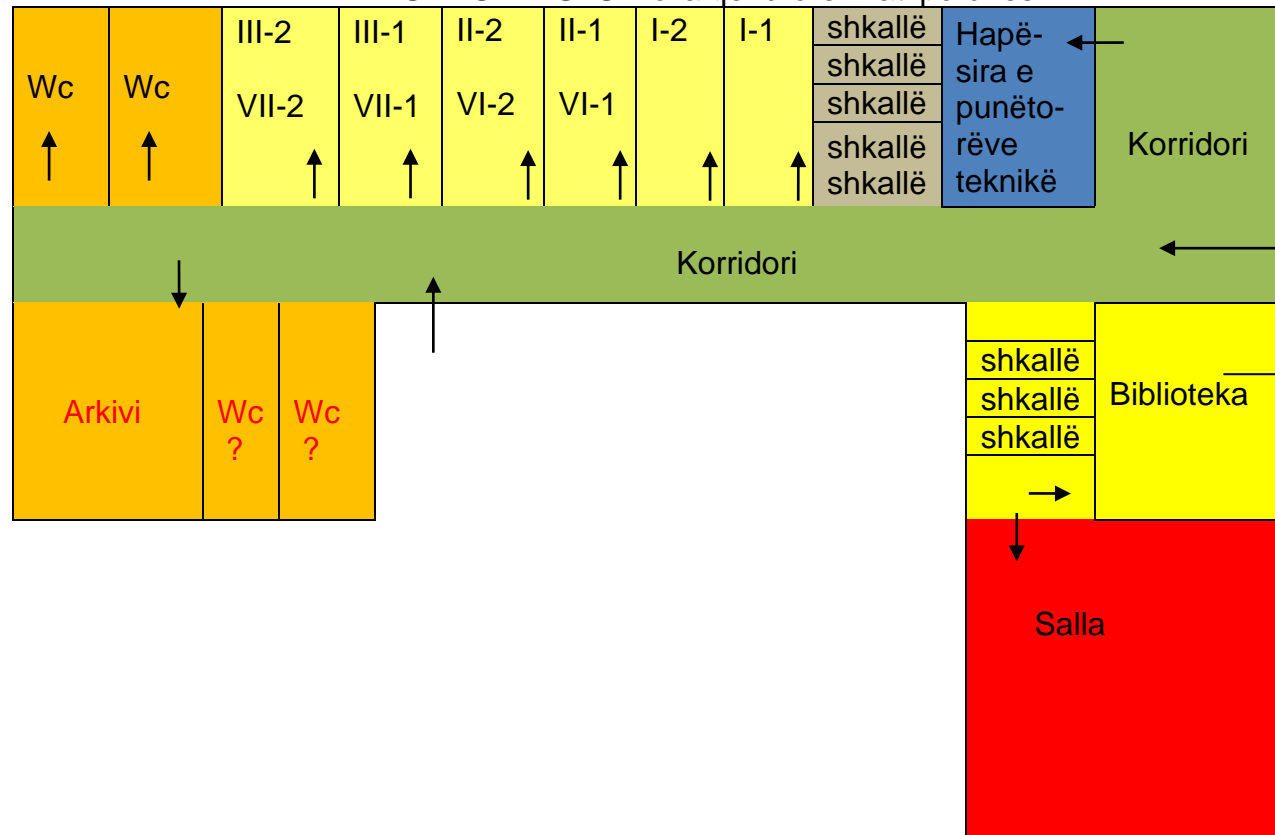 Wc
Wc
III-2
VII-2
III-1
VII-1
II-2
VI-2
II-1
VI-1
I-2
I-1
shkallë
shkallë
shkallë
shkallë
shkallë
Hapë-
sira e
punëto-
rëve
teknikë
Korridori
Korridori
Arkivi
Wc
?
Wc
?
shkallë
shkallë
shkallë
Biblioteka
Salla